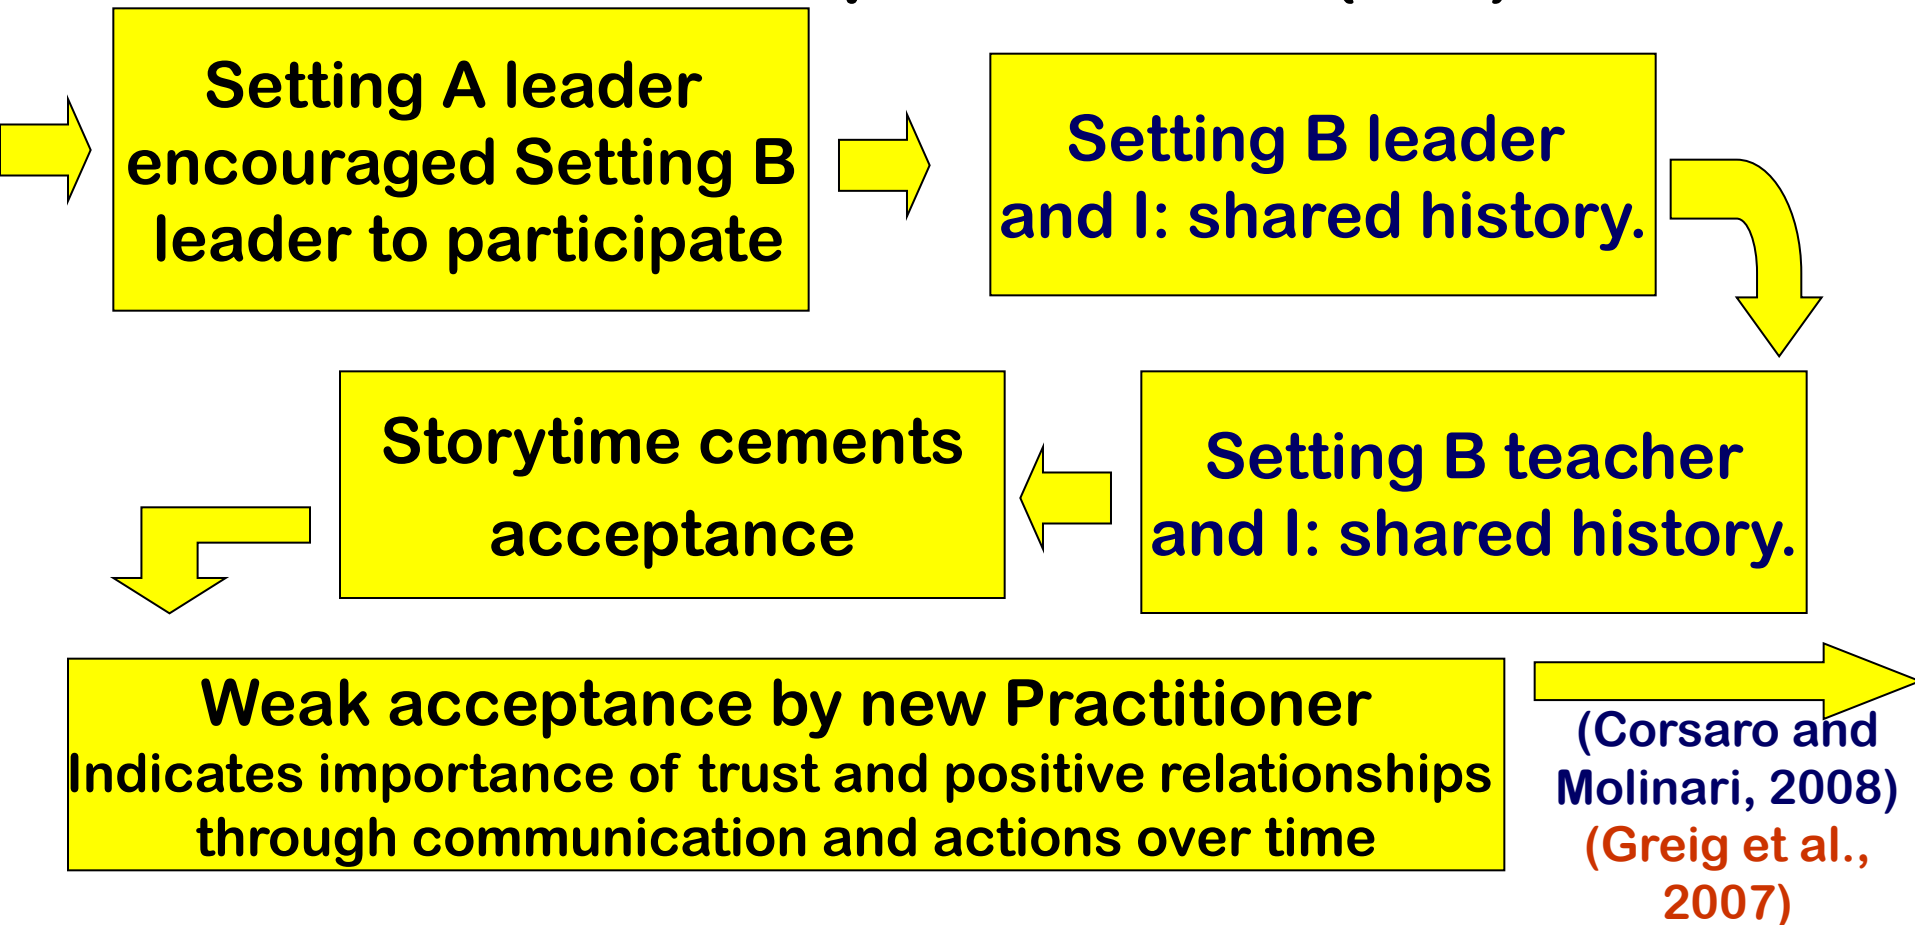 Setting A leader
encouraged Setting B
leader to participate
Setting B leader
and I: shared history.
Setting B teacher
and I: shared history.
Storytime cements
acceptance
Weak acceptance by new Practitioner
Indicates importance of trust and positive relationships
through communication and actions over time
(Corsaro and
Molinari, 2008)
(Greig et al.,
2007)